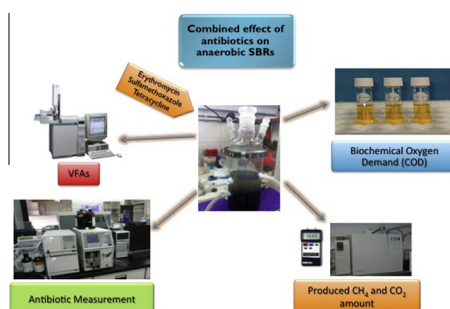 Combined effect of
antibiotics on
anaerobic SBRs
Erythromycin
Sulfamethoxazole
Tetracycline
VFAs
Biochemical Oxygen
Demand (COD)
Antibiotic Measurement
Produced CH₄ and CO₂
amount